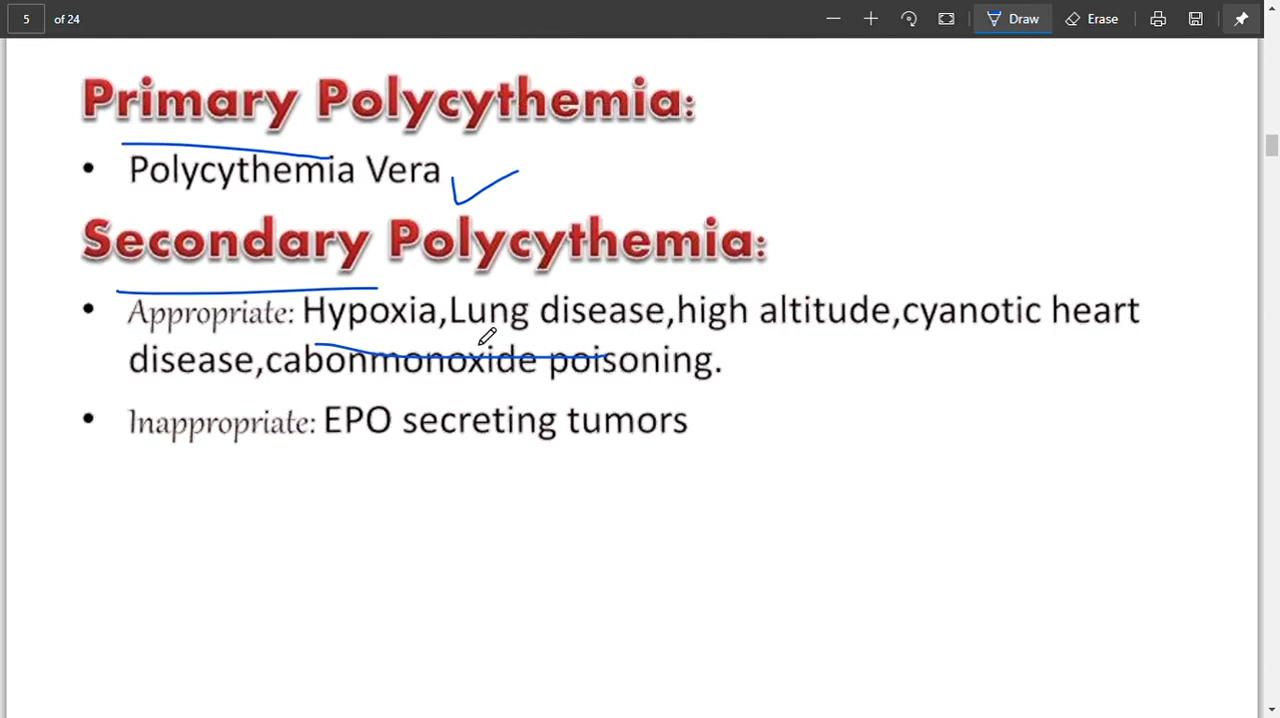 5 of 24 Draw Erase
Primary Polycythemia:
• Polycythemia Vera
Secondary Polycythemia:
• Appropriate: Hypoxia,Lung disease,high altitude,cyanotic heart
disease,cabonmonoxide poisoning.
• Inappropriate: EPO secreting tumors